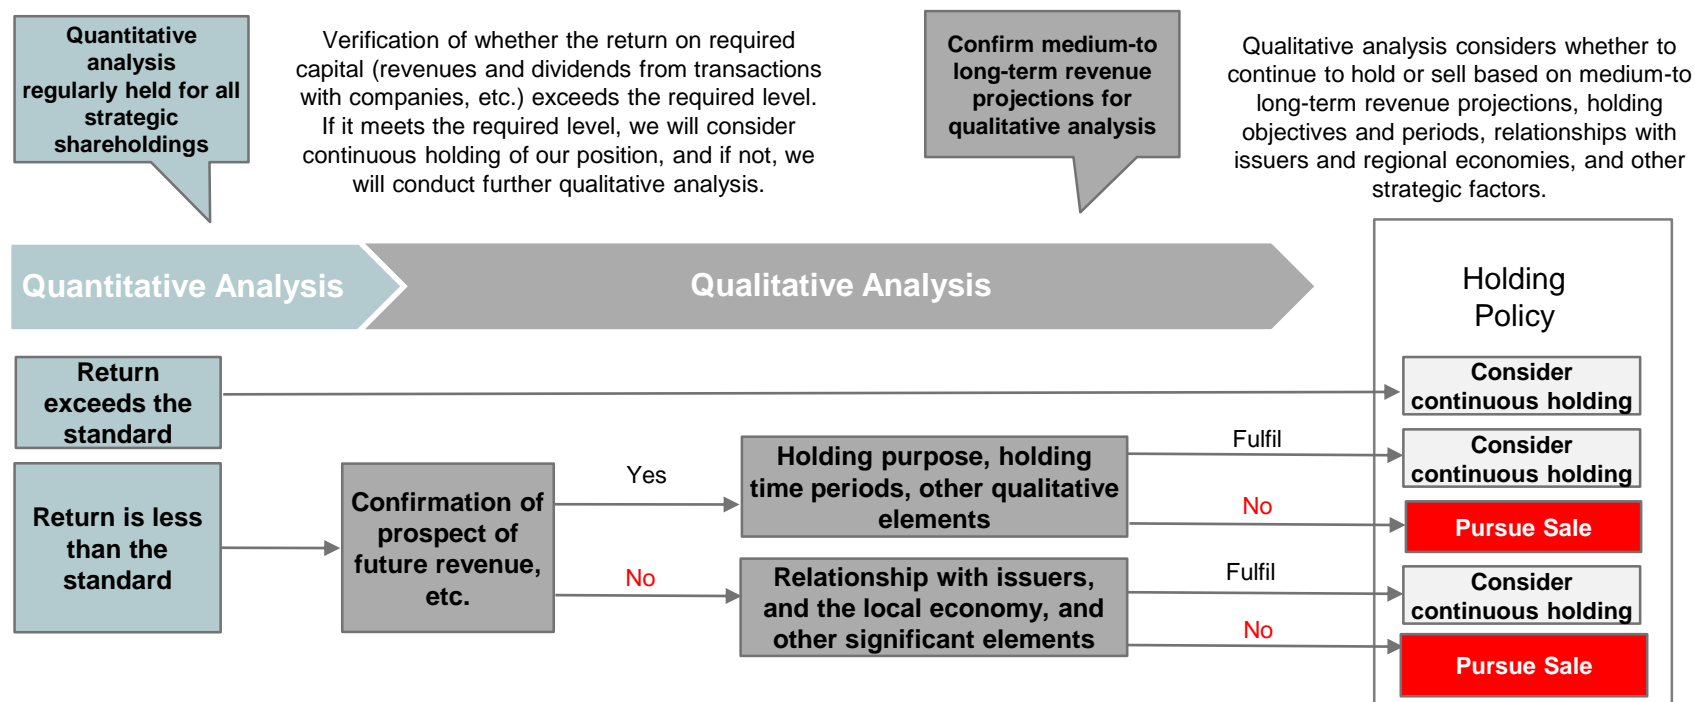 Quantitative
analysis
regularly held for all
strategic
shareholdings
Verification of whether the return on required
capital (revenues and dividends from transactions
with companies, etc.) exceeds the required level.
If it meets the required level, we will consider
continuous holding of our position, and if not, we
will conduct further qualitative analysis.
Confirm medium-to
long-term revenue
projections for
qualitative analysis
Qualitative analysis considers whether to
continue to hold or sell based on medium-to
long-term revenue projections, holding
objectives and periods, relationships with
issuers and regional economies, and other
strategic factors.
Quantitative Analysis
Qualitative Analysis
Holding
Policy
Return
exceeds the
standard
Consider
continuous holding
Return is less
than the
standard
Confirmation of
prospect of
future revenue,
etc.
Yes
Holding purpose, holding
time periods, other qualitative
elements
Fulfil
Consider
continuous holding
No
Pursue Sale
No
Relationship with issuers,
and the local economy, and
other significant elements
Fulfil
Consider
continuous holding
No
Pursue Sale